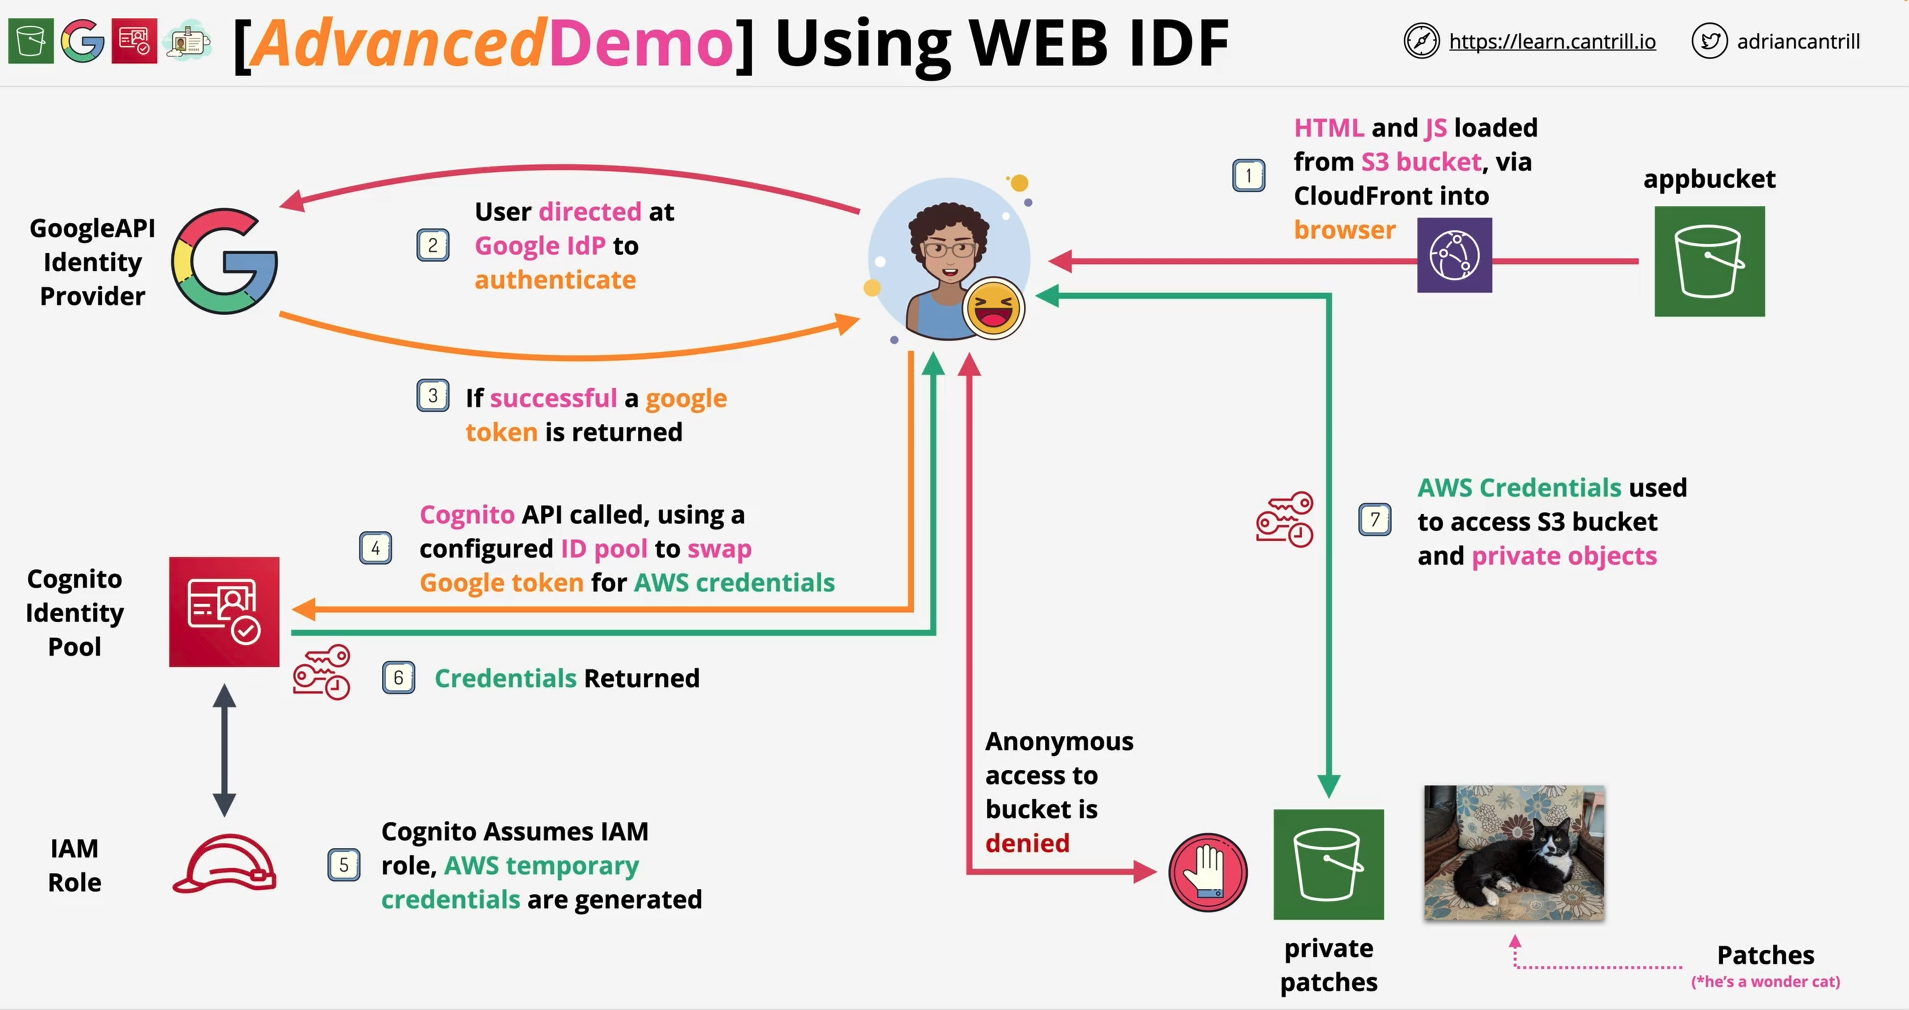 [AdvancedDemo] Using WEB IDF
https://learn.cantrill.io
adriancantrill
1
HTML and JS loaded
from S3 bucket, via
CloudFront into
browser
appbucket
GoogleAPI
Identity
Provider
2
User directed at
Google IdP to
authenticate
3
If successful a google
token is returned
4
Cognito API called, using a
configured ID pool to swap
Google token for AWS credentials
Cognito
Identity
Pool
6
Credentials Returned
7
AWS Credentials used
to access S3 bucket
and private objects
IAM
Role
5
Cognito Assumes IAM
role, AWS temporary
credentials are generated
Anonymous
access to
bucket is
denied
private
patches
Patches
(*he's a wonder cat)